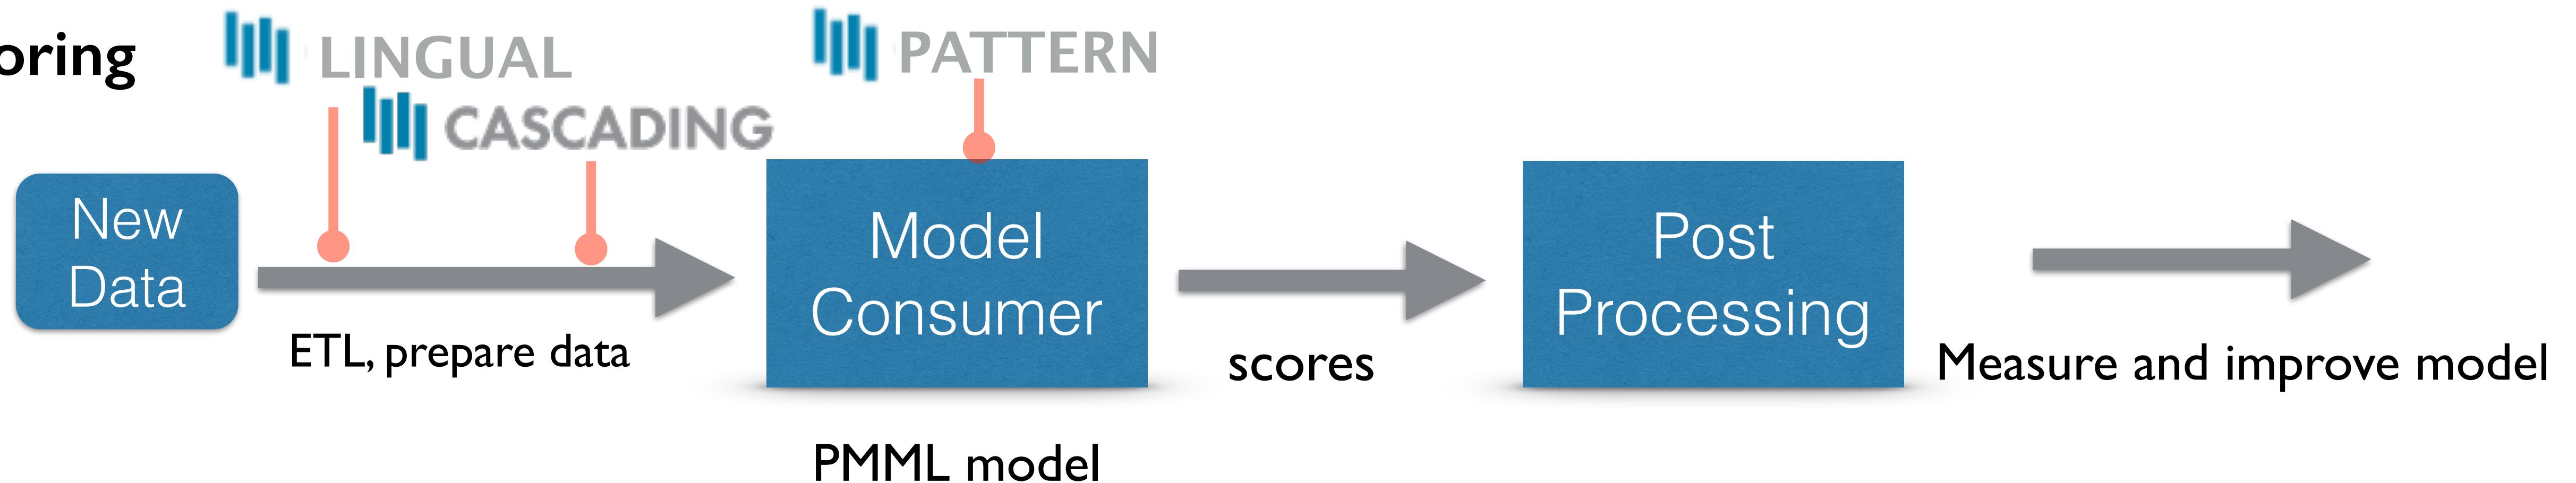 oring
LINGUAL
CASCADING
PATTERN
New
Data
ETL, prepare data
Model
Consumer
PMML model
scores
Post
Processing
Measure and improve model